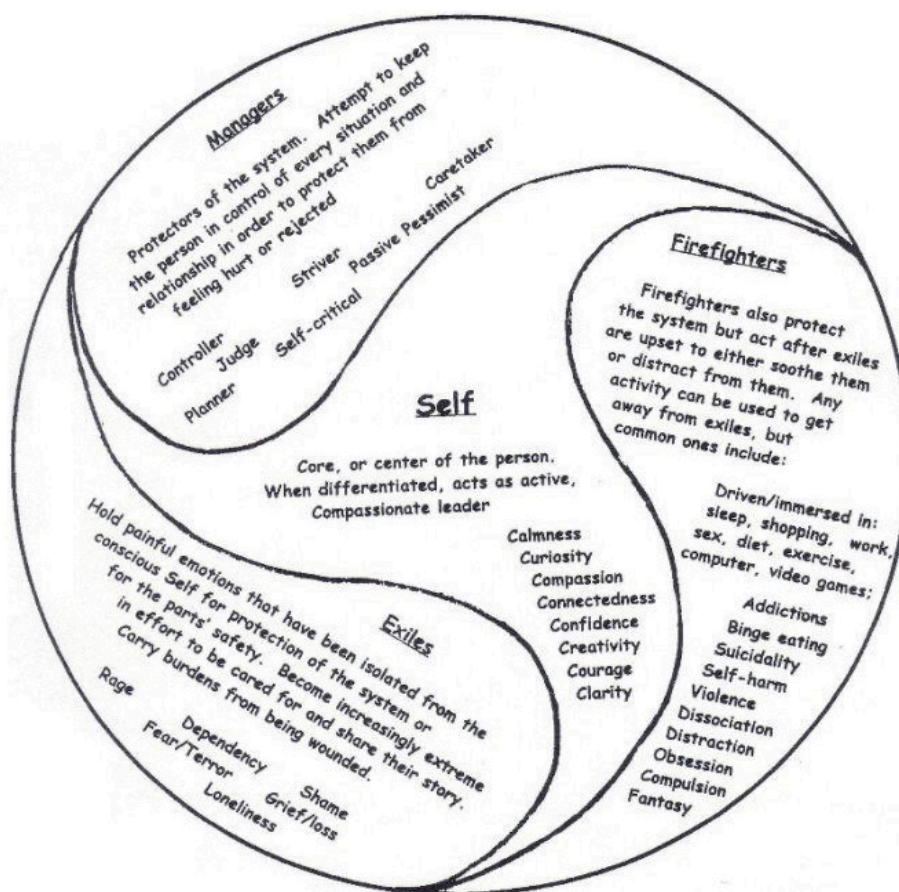 Managers
Protectors of the system. Attempt to keep
the person in control of every situation and
relationship in order to protect them from
feeling hurt or rejected
Controller Striver Caretaker
Judge Passive Pessimist
Planner Self-critical
Firefighters
Firefighters also protect
the system but act after exiles
are upset to either soothe them
or distract from them. Any
activity can be used to get
away from exiles, but
common ones include:
Driven/immersed in:
sleep, shopping, work,
sex, diet, exercise,
computer, video games;
Addictions
Binge eating
Suicidality
Self-harm
Violence
Dissociation
Distraction
Obsession
Compulsion
Fantasy
Self
Core, or center of the person.
When differentiated, acts as active,
Compassionate leader
Calmness
Curiosity
Compassion
Connectedness
Confidence
Creativity
Courage
Clarity
Exiles
Hold painful emotions that have been isolated from the
conscious Self for protection of the system or
for the parts' safety. Become increasingly extreme
in effort to be cared for and share their story.
Carry burdens from being wounded.
Rage Dependency Shame
Fear/Terror Grief/loss
Loneliness